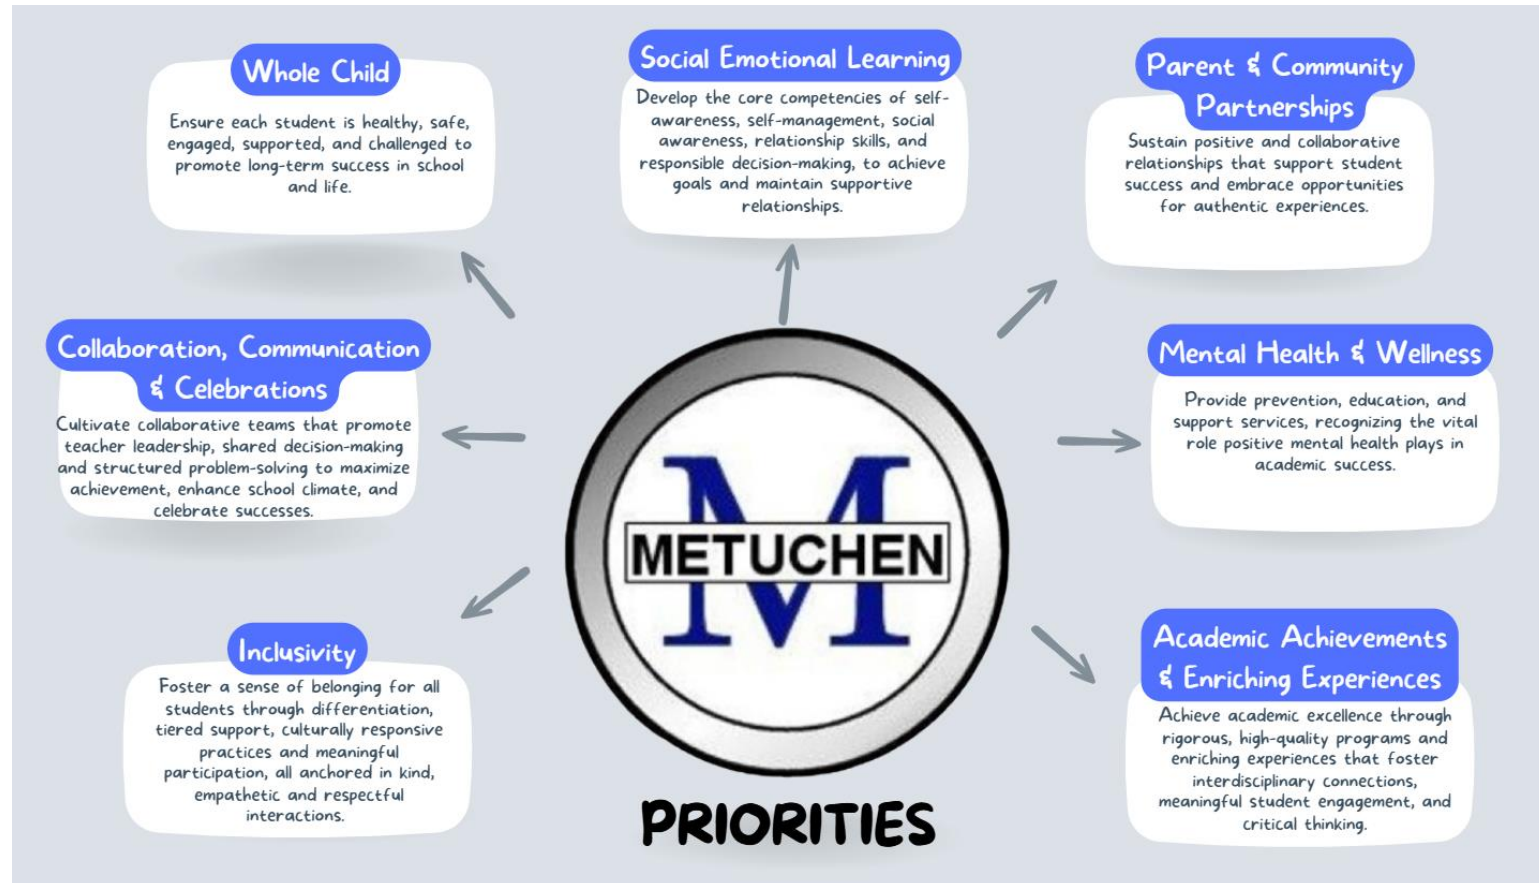 Whole Child
Ensure each student is healthy, safe,
engaged, supported, and challenged to
promote long-term success in school
and life.
Social Emotional Learning
Develop the core competencies of self-
awareness, self-management, social
awareness, relationship skills, and
responsible decision-making, to achieve
goals and maintain supportive
relationships.
Parent & Community
Partnerships
Sustain positive and collaborative
relationships that support student
success and embrace opportunities
for authentic experiences.
Collaboration, Communication
& Celebrations
Cultivate collaborative teams that promote
teacher leadership, shared decision-making
and structured problem-solving to maximize
achievement, enhance school climate, and
celebrate successes.
Mental Health & Wellness
Provide prevention, education, and
support services, recognizing the vital
role positive mental health plays in
academic success.
Inclusivity
Foster a sense of belonging for all
students through differentiation,
tiered support, culturally responsive
practices and meaningful
participation, all anchored in kind,
empathetic and respectful
interactions.
M
METUCHEN
PRIORITIES
Academic Achievements
& Enriching Experiences
Achieve academic excellence through
rigorous, high-quality programs and
enriching experiences that foster
interdisciplinary connections,
meaningful student engagement, and
critical thinking.